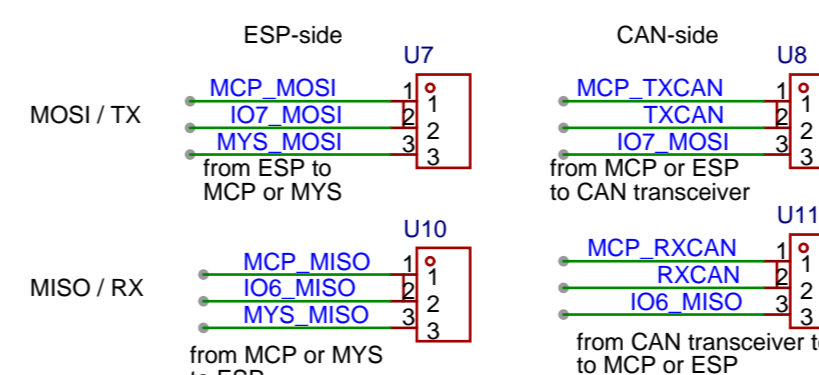 ESP-side
U7
MOSI / TX
MCP_MOSI 1 1
IO7_MOSI 2 2
MYS_MOSI 3 3
from ESP to
MCP or MYS
CAN-side
U8
MCP_TXCAN 1 1
TXCAN 2 2
IO7_MOSI 3 3
from MCP or ESP
to CAN transceiver
U10
MISO / RX
MCP_MISO 1 1
IO6_MISO 2 2
MYS_MISO 3 3
from MCP or MYS
to ESP
U11
MCP_RXCAN 1 1
RXCAN 2 2
IO6_MISO 3 3
from CAN transceiver
to MCP or ESP